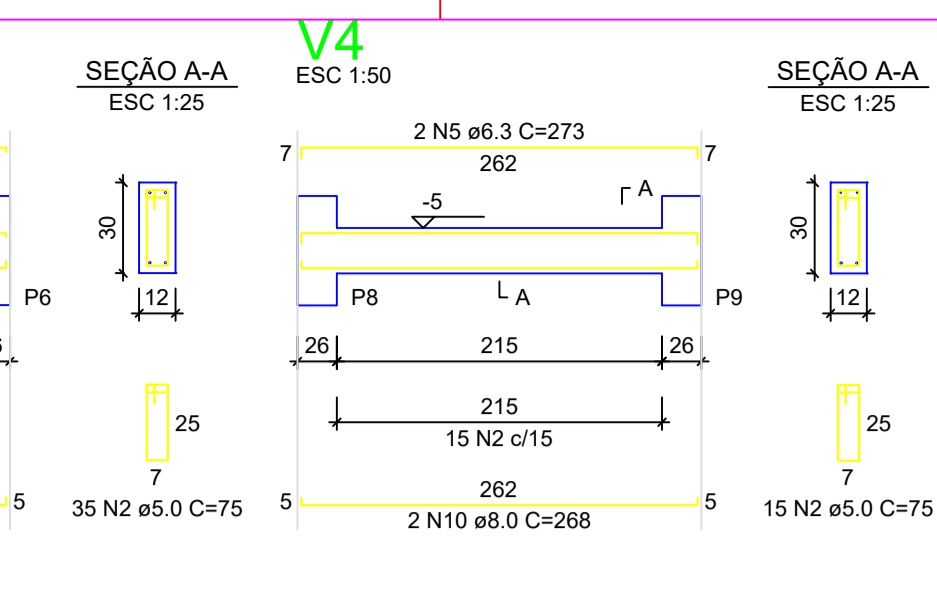 V4
ESC 1:50
SEÇÃO A-A
ESC 1:25
30
12
P6
25
7
35 N2 ø5.0 C=75
5
2 N5 ø6.3 C=273
7
262
7
A
-5
P8
A
P9
26
215
26
215
15 N2 c/15
5
262
5
2 N10 ø8.0 C=268
SEÇÃO A-A
ESC 1:25
30
12
25
7
15 N2 ø5.0 C=75